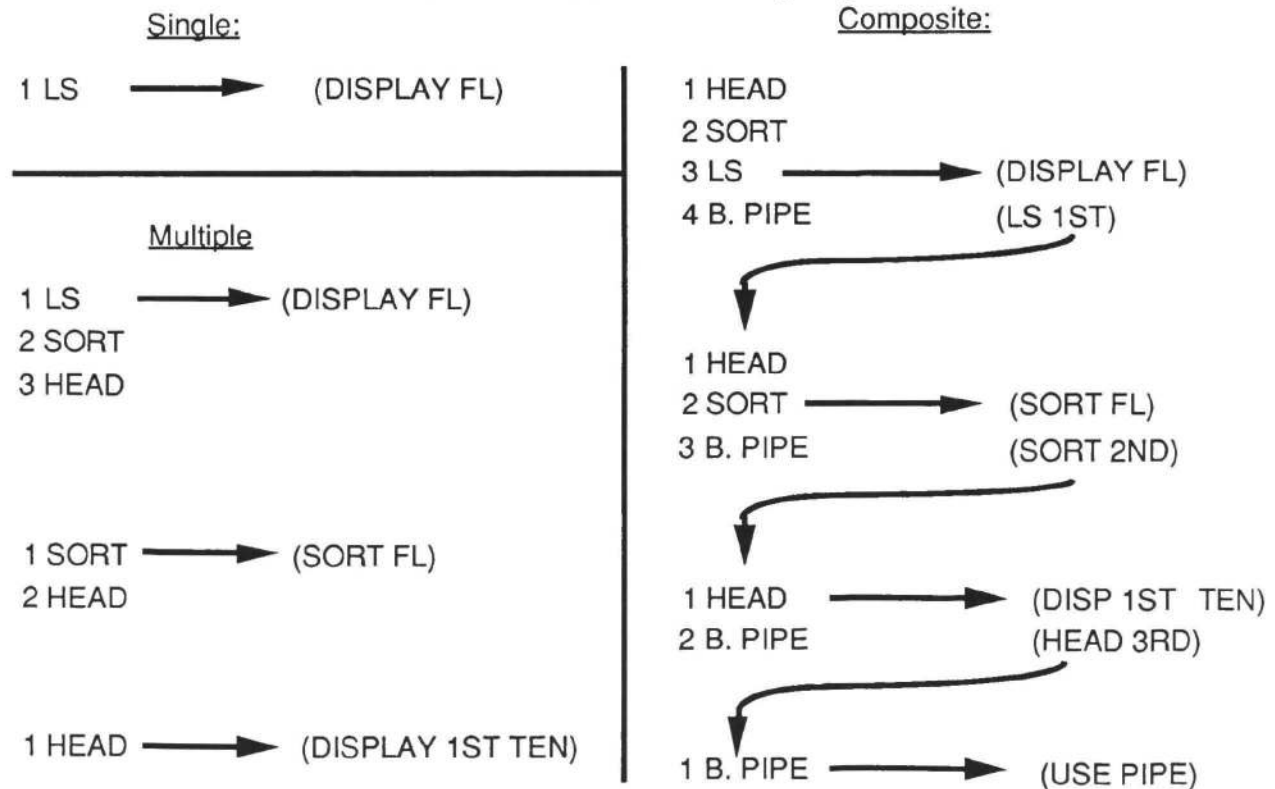 Single:
1 LS (DISPLAY FL)
Multiple
1 LS (DISPLAY FL)
2 SORT
3 HEAD
1 SORT (SORT FL)
2 HEAD
1 HEAD (DISPLAY 1ST TEN)
Composite:
1 HEAD
2 SORT
3 LS (DISPLAY FL)
4 B. PIPE (LS 1ST)
1 HEAD
2 SORT (SORT FL)
3 B. PIPE (SORT 2ND)
1 HEAD (DISP 1ST TEN)
2 B. PIPE (HEAD 3RD)
1 B. PIPE (USE PIPE)